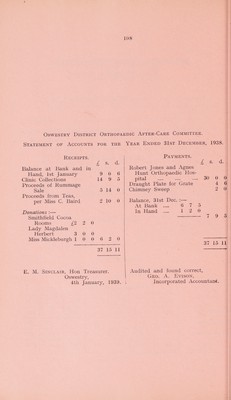 108
OSWESTRY DISTRICT ORTHOPAEDIC AFTER-CARE COMMITTEE.
STATEMENT OF ACCOUNTS FOR THE YEAR ENDED 31ST DECEMBER, 1938.
RECEIPTS.
£ s. d.
Balance at Bank and in
Hand, 1st January 9 0 6
Clinic Collections 14 9 5
Proceeds of Rummage
Sale 5 14 0
Proceeds from Teas,
per Miss C. Baird 2 10 0
Donations :—
Smithfield Cocoa
Rooms £2 2 0
Lady Magdalen
Herbert 3 0 0
Miss Mickleburgh 1 0 0 6 2 0
37 15 11
PAYMENTS.
£ s. d.
Robert Jones and Agnes
Hunt Orthopaedic Hos-
pital ... ... ... 30 0 0
Draught Plate for Grate 4 6
Chimney Sweep 2 0
Balance, 31st Dec. :—
At Bank ... 6 7 5
In Hand ... 1 2 0
7 9 5
37 15 11
E. M. SINCLAIR, Hon Treasurer.
Oswestry,
4th January, 1939.
Audited and found correct,
GEO. A. EVISON,
Incorporated Accountant.